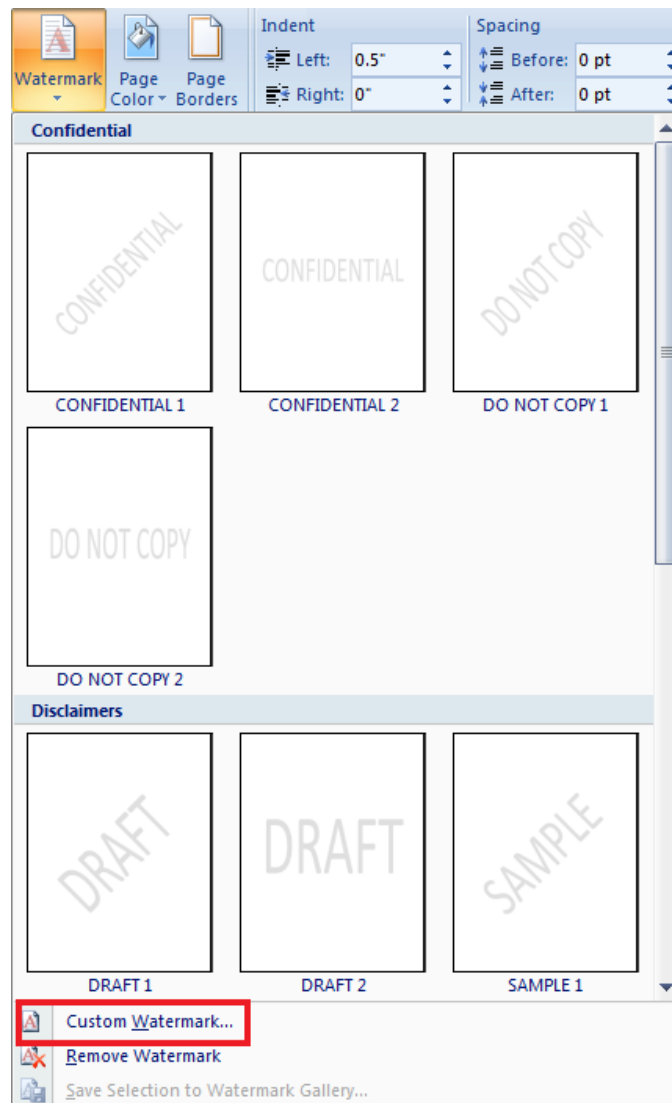 Indent
Spacing
Left: 0.5"
Before: 0 pt
Watermark
Page Color
Page Borders
Right: 0"
After: 0 pt
Confidential
CONFIDENTIAL
CONFIDENTIAL
DO NOT COPY
CONFIDENTIAL 1
CONFIDENTIAL 2
DO NOT COPY 1
DO NOT COPY
DO NOT COPY 2
Disclaimers
DRAFT
DRAFT
SAMPLE
DRAFT 1
DRAFT 2
SAMPLE 1
Custom Watermark...
Remove Watermark
Save Selection to Watermark Gallery...